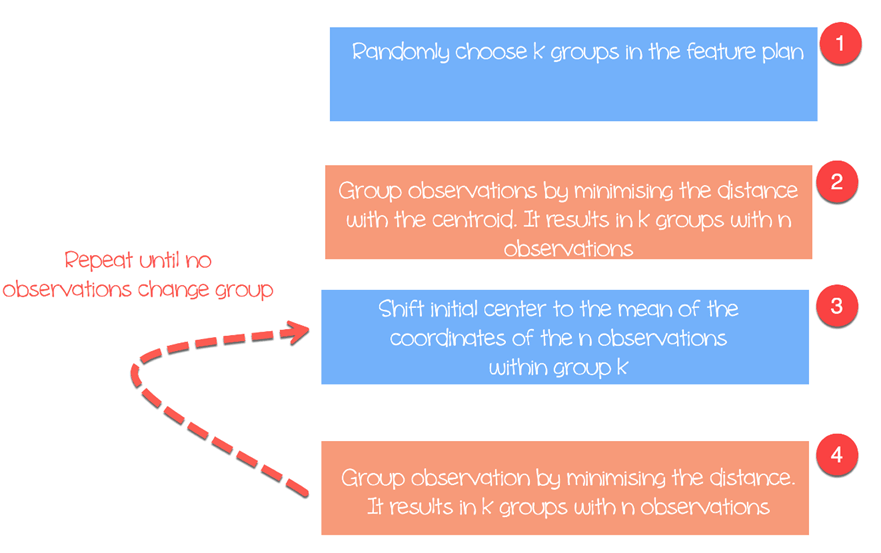 Randomly choose k groups in the feature plan
1
Group observations by minimising the distance
with the centroid. It results in k groups with n
observations
2
Repeat until no
observations change group
Shift initial center to the mean of the
coordinates of the n observations
within group k
3
Group observation by minimising the distance.
It results in k groups with n observations
4